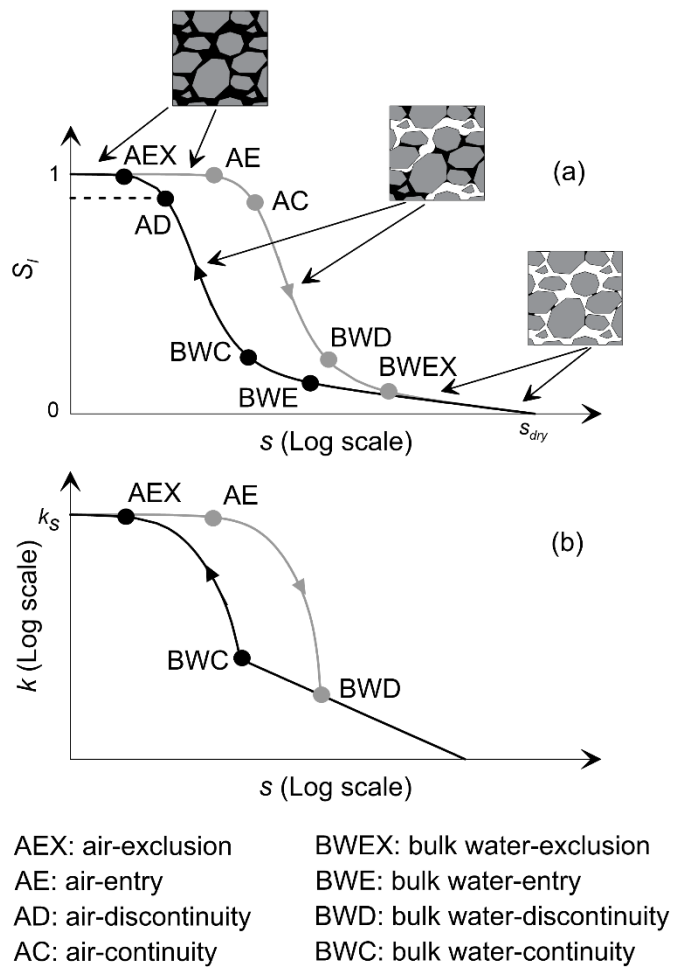 AEX
AE
1
(a)
AC
AD
S_l
BWC
BWD
BWEX
BWE
0
s (Log scale)
s_dry
AEX
AE
k_s
(b)
k (Log scale)
BWC
BWD
s (Log scale)
AEX: air-exclusion
BWEX: bulk water-exclusion
AE: air-entry
BWE: bulk water-entry
AD: air-discontinuity
BWD: bulk water-discontinuity
AC: air-continuity
BWC: bulk water-continuity